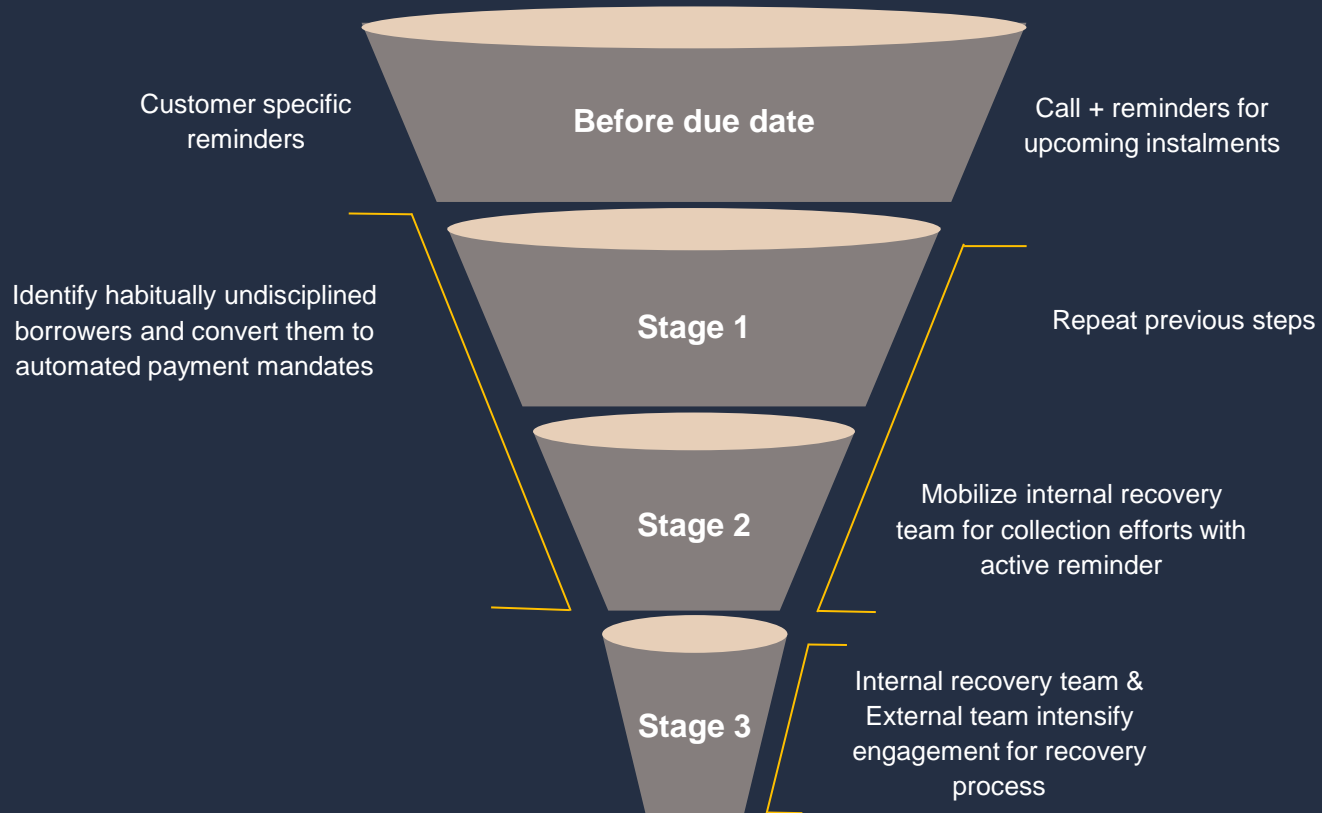 Customer specific
reminders
Before due date
Call + reminders for
upcoming instalments
Identify habitually undisciplined
borrowers and convert them to
automated payment mandates
Stage 1
Repeat previous steps
Stage 2
Mobilize internal recovery
team for collection efforts with
active reminder
Stage 3
Internal recovery team &
External team intensify
engagement for recovery
process